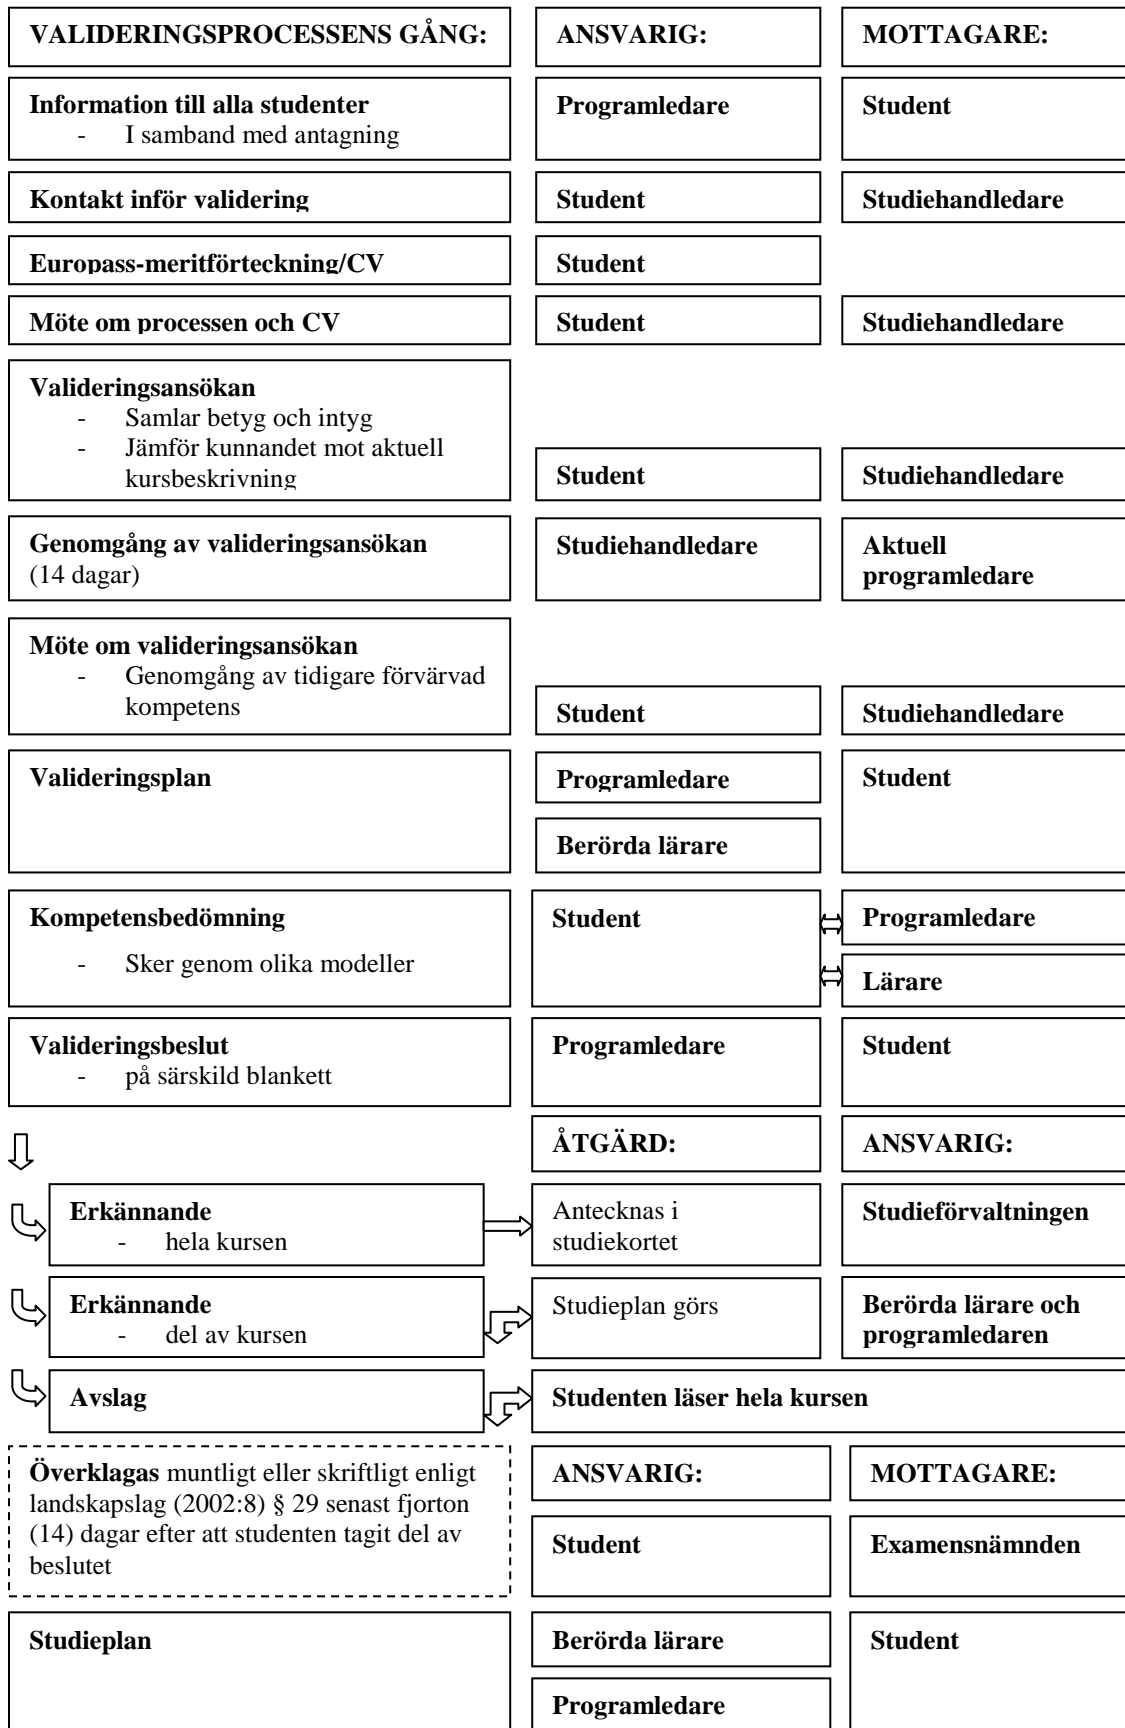 VALIDERINGSPROCESSENS GÅNG:
ANSVARIG:
MOTTAGARE:
Information till alla studenter
- I samband med antagning
Programledare
Student
Kontakt inför validering
Student
Studiehandledare
Europass-meritförteckning/CV
Student
Möte om processen och CV
Student
Studiehandledare
Valideringsansökan
- Samlar betyg och intyg
- Jämför kunnandet mot aktuell
kursbeskrivning
Student
Studiehandledare
Genomgång av valideringsansökan
(14 dagar)
Studiehandledare
Aktuell
programledare
Möte om valideringsansökan
- Genomgång av tidigare förvärvad
kompetens
Student
Studiehandledare
Valideringsplan
Programledare
Berörda lärare
Student
Kompetensbedömning
- Sker genom olika modeller
Student
Programledare
Lärare
Valideringsbeslut
- på särskild blankett
Programledare
Student
ÅTGÄRD:
ANSVARIG:
Erkännande
- hela kursen
Antecknas i
studiekortet
Studieförvaltningen
Erkännande
- del av kursen
Studieplan görs
Berörda lärare och
programledaren
Avslag
Studenten läser hela kursen
Överklagas muntligt eller skriftligt enligt
landskapslag (2002:8) § 29 senast fjorton
(14) dagar efter att studenten tagit del av
beslutet
ANSVARIG:
MOTTAGARE:
Student
Examensnämnden
Studieplan
Berörda lärare
Programledare
Student